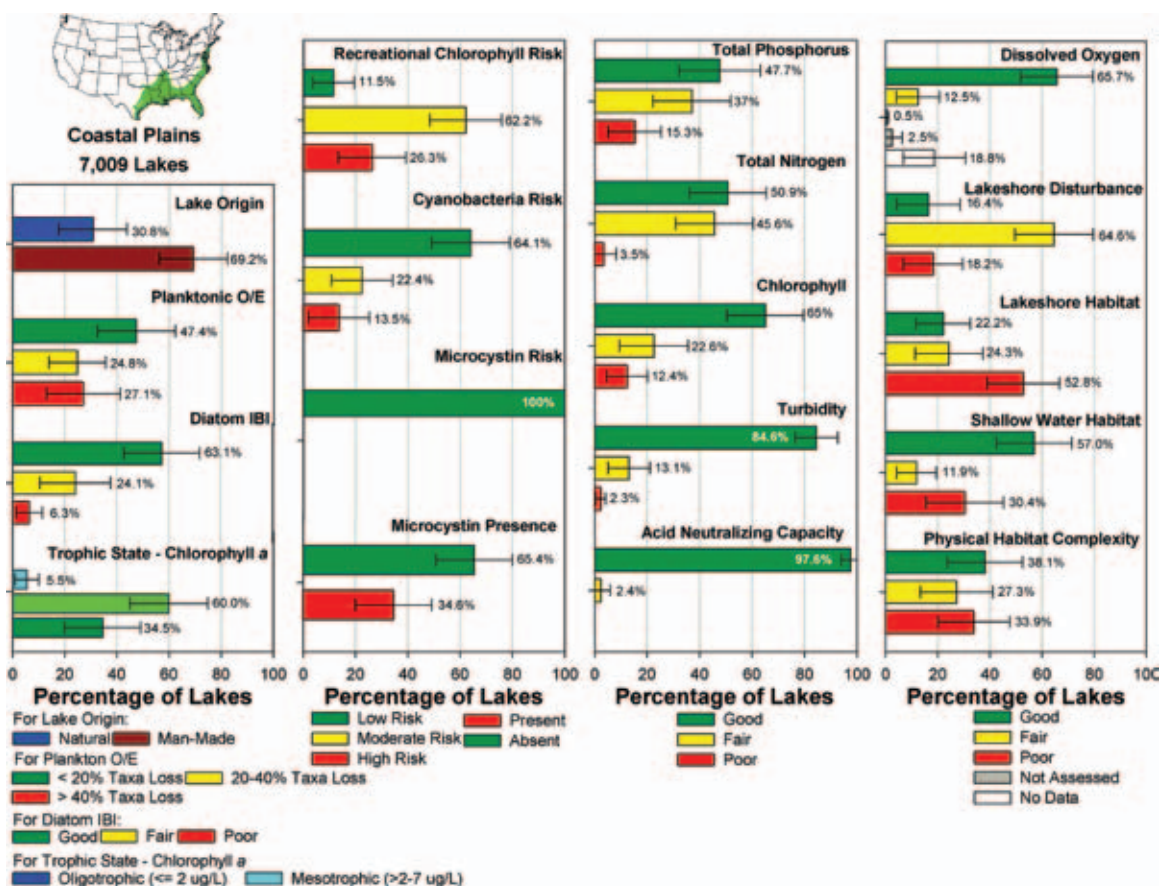 Coastal Plains
7,009 Lakes
Lake Origin
30.8%
69.2%
Planktonic O/E
47.4%
24.8%
27.1%
Diatom IBI
63.1%
24.1%
6.3%
Trophic State - Chlorophyll a
5.5%
60.0%
34.5%
0 20 40 60 80 100
Percentage of Lakes
For Lake Origin:
Natural Man-Made
For Plankton O/E
< 20% Taxa Loss 20-40% Taxa Loss
> 40% Taxa Loss
For Diatom IBI:
Good Fair Poor
For Trophic State - Chlorophyll a
Oligotrophic (<= 2 ug/L) Mesotrophic (>2-7 ug/L)
Recreational Chlorophyll Risk
11.5%
62.2%
26.3%
Cyanobacteria Risk
64.1%
22.4%
13.5%
Microcystin Risk
100%
Microcystin Presence
65.4%
34.6%
0 20 40 60 80 100
Percentage of Lakes
Low Risk Present
Moderate Risk Absent
High Risk
Total Phosphorus
47.7%
37%
15.3%
Total Nitrogen
50.9%
45.6%
3.5%
Chlorophyll
65%
22.6%
12.4%
Turbidity
84.6%
13.1%
2.3%
Acid Neutralizing Capacity
97.6%
2.4%
0 20 40 60 80 100
Percentage of Lakes
Good
Fair
Poor
Dissolved Oxygen
65.7%
12.5%
0.5%
2.5%
18.8%
Lakeshore Disturbance
16.4%
64.6%
18.2%
Lakeshore Habitat
22.2%
24.3%
52.8%
Shallow Water Habitat
57.0%
11.9%
30.4%
Physical Habitat Complexity
38.1%
27.3%
33.9%
0 20 40 60 80 100
Percentage of Lakes
Good
Fair
Poor
Not Assessed
No Data